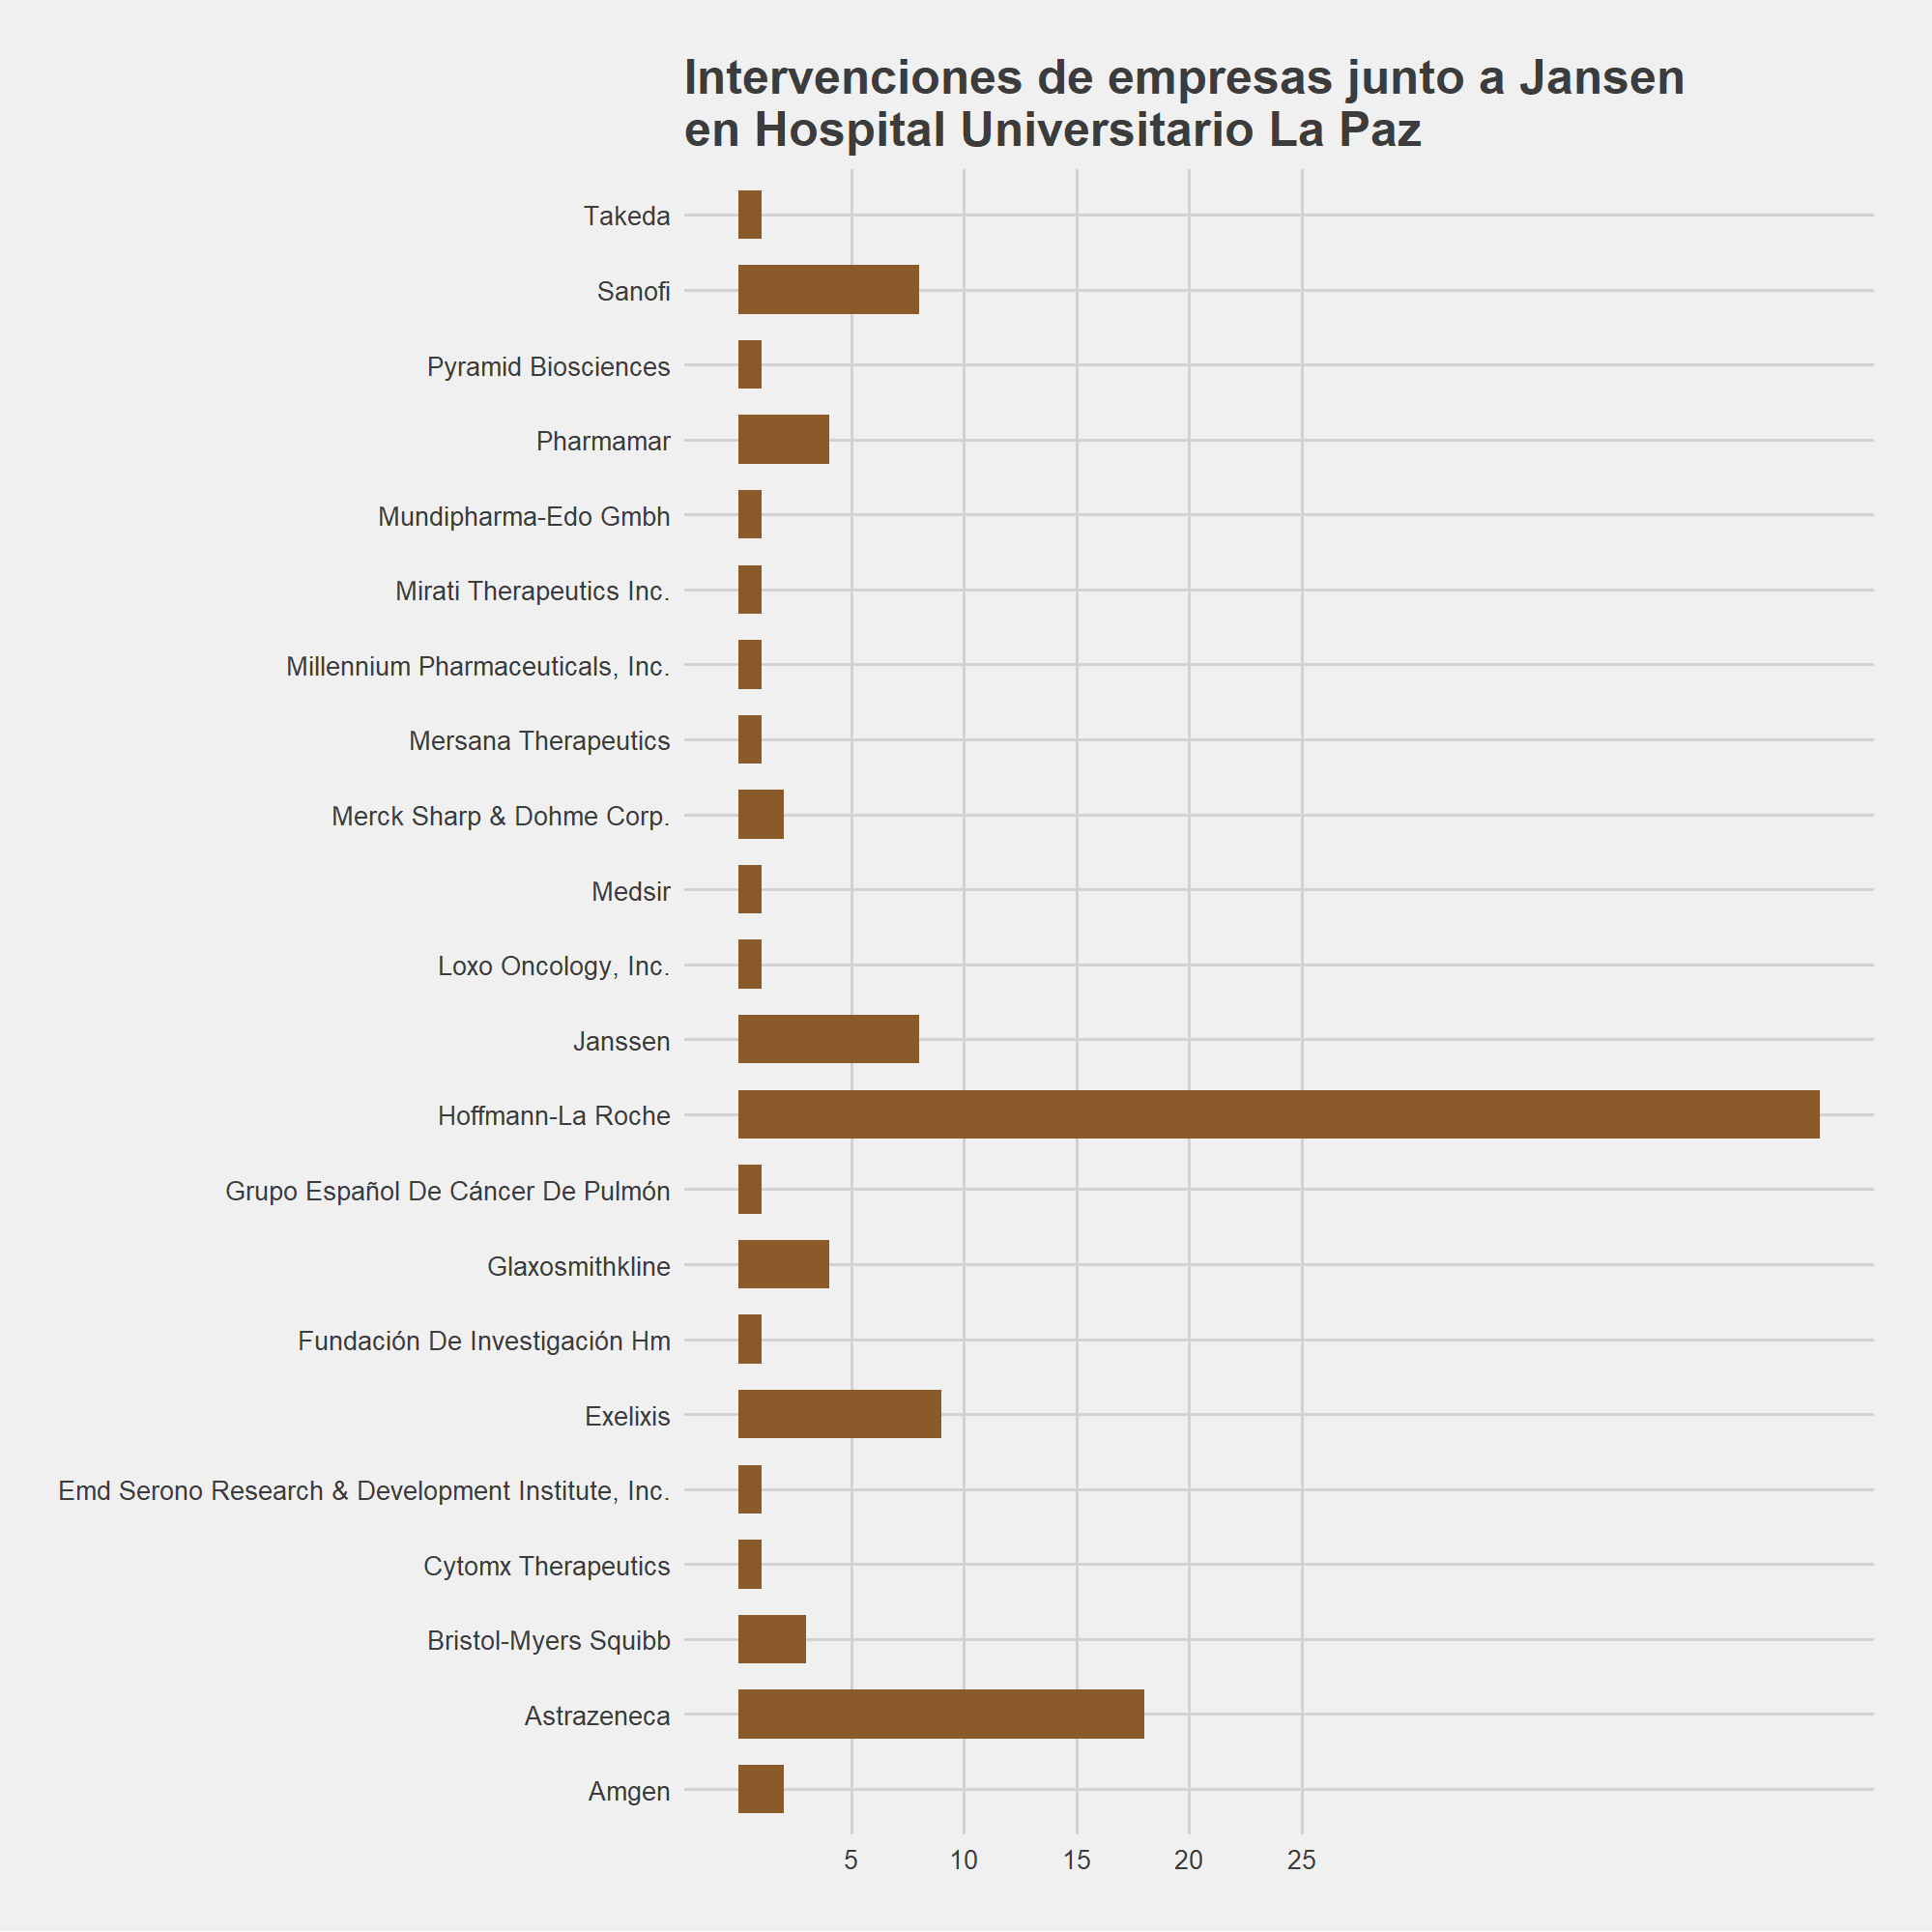 Intervenciones de empresas junto a Jansen
en Hospital Universitario La Paz
Takeda
Sanofi
Pyramid Biosciences
Pharmamar
Mundipharma-Edo Gmbh
Mirati Therapeutics Inc.
Millennium Pharmaceuticals, Inc.
Mersana Therapeutics
Merck Sharp & Dohme Corp.
Medsir
Loxo Oncology, Inc.
Janssen
Hoffmann-La Roche
Grupo Español De Cáncer De Pulmón
Glaxosmithkline
Fundación De Investigación Hm
Exelixis
Emd Serono Research & Development Institute, Inc.
Cytomx Therapeutics
Bristol-Myers Squibb
Astrazeneca
Amgen
5 10 15 20 25